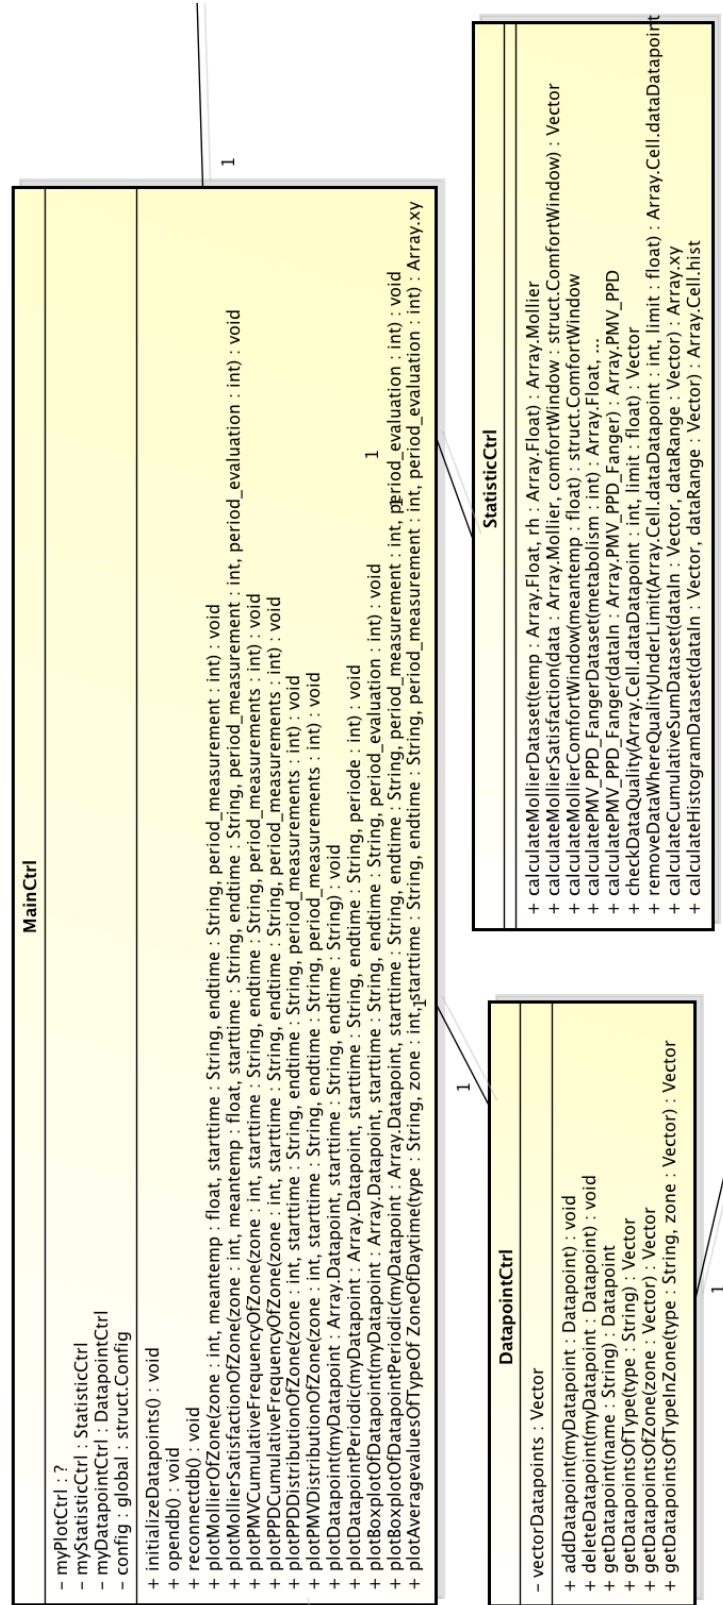 MainCtrl
- myPlotCtrl : ?
- myStatisticCtrl : StatisticCtrl
- myDatapointCtrl : DatapointCtrl
- config : global : struct.Config
+ initializeDatapoints() : void
+ opendb() : void
+ reconnectdb() : void
+ plotMollierOfZone(zone : int, meantemp : float, starttime : String, endtime : String, period_measurement : int) : void
+ plotMollierSatisfactionOfZone(zone : int, meantemp : float, starttime : String, endtime : String, period_measurement : int, period_evaluation : int) : void
+ plotPMVCumulativeFrequencyOfZone(zone : int, starttime : String, endtime : String, period_measurements : int) : void
+ plotPPDCumulativeFrequencyOfZone(zone : int, starttime : String, endtime : String, period_measurements : int) : void
+ plotPPDDistributionOfZone(zone : int, starttime : String, endtime : String, period_measurements : int) : void
+ plotPMVDistributionOfZone(zone : int, starttime : String, endtime : String, period_measurements : int) : void
+ plotDatapoint(myDatapoint : Array.Datapoint, starttime : String, endtime : String) : void
+ plotDatapointPeriodic(myDatapoint : Array.Datapoint, starttime : String, endtime : String, periode : int) : void
+ plotBoxplotOfDatapoint(myDatapoint : Array.Datapoint, starttime : String, endtime : String, period_evaluation : int) : void
+ plotBoxplotOfDatapointPeriodic(myDatapoint : Array.Datapoint, starttime : String, endtime : String, period_measurement : int, period_evaluation : int) : void
+ plotAveragevaluesOfTypeOf ZoneOfDaytime(type : String, zone : int, starttime : String, endtime : String, period_measurement : int, period_evaluation : int) : Array.xy
1
1
1
1
1
DatapointCtrl
- vectorDatapoints : Vector
+ addDatapoint(myDatapoint : Datapoint) : void
+ deleteDatapoint(myDatapoint : Datapoint) : void
+ getDatapoint(name : String) : Datapoint
+ getDatapointsOfType(type : String) : Vector
+ getDatapointsOfZone(zone : Vector) : Vector
+ getDatapointsOfTypeInZone(type : String, zone : Vector) : Vector
1
StatisticCtrl
+ calculateMollierDataset(temp : Array.Float, rh : Array.Float) : Array.Mollier
+ calculateMollierSatisfaction(data : Array.Mollier, comfortWindow : struct.ComfortWindow) : Vector
+ calculateMollierComfortWindow(meantemp : float) : struct.ComfortWindow
+ calculatePMV_PPD_FangerDataset(metabolism : int) : Array.Float, ...
+ calculatePMV_PPD_Fanger(dataIn : Array.PMV_PPD_Fanger) : Array.PMV_PPD
+ checkDataQuality(Array.Cell.dataDatapoint : int, limit : float) : Vector
+ removeDataWhereQualityUnderLimit(Array.Cell.dataDatapoint : int, limit : float) : Array.Cell.dataDatapoint
+ calculateCumulativeSumDataset(dataIn : Vector, dataRange : Vector) : Array.xy
+ calculateHistogramDataset(dataIn : Vector, dataRange : Vector) : Array.Cell.hist